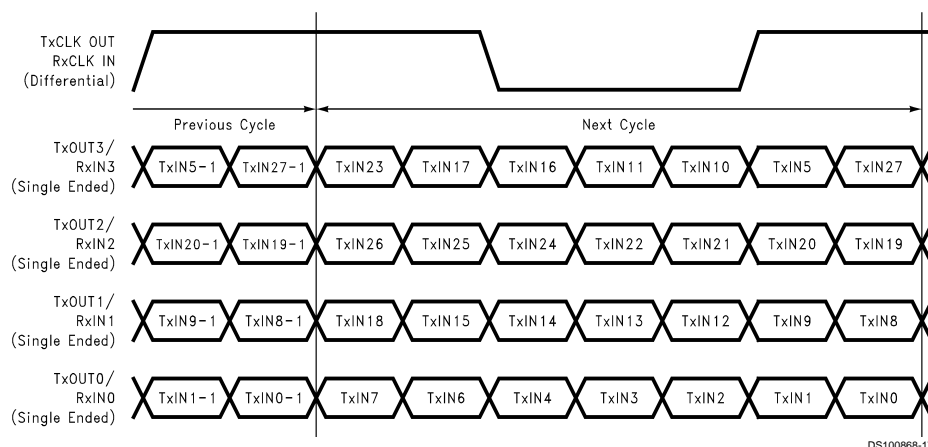 TxCLK OUT
RxCLK IN
(Differential)
Previous Cycle
Next Cycle
TxOUT3/
RxIN3
(Single Ended)
TxIN5-1 TxIN27-1 TxIN23 TxIN17 TxIN16 TxIN11 TxIN10 TxIN5 TxIN27
TxOUT2/
RxIN2
(Single Ended)
TxIN20-1 TxIN19-1 TxIN26 TxIN25 TxIN24 TxIN22 TxIN21 TxIN20 TxIN19
TxOUT1/
RxIN1
(Single Ended)
TxIN9-1 TxIN8-1 TxIN18 TxIN15 TxIN14 TxIN13 TxIN12 TxIN9 TxIN8
TxOUT0/
RxIN0
(Single Ended)
TxIN1-1 TxIN0-1 TxIN7 TxIN6 TxIN4 TxIN3 TxIN2 TxIN1 TxIN0